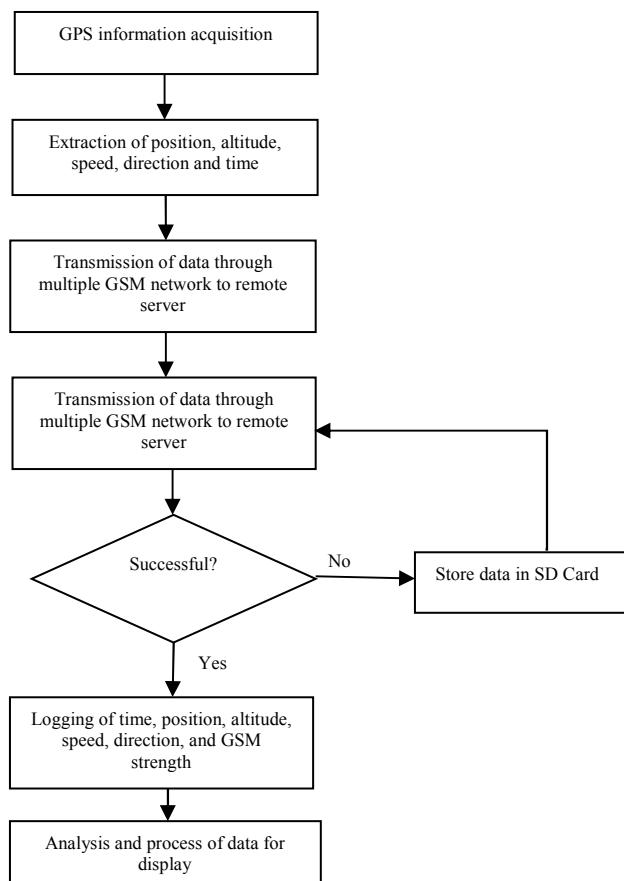 GPS information acquisition
Extraction of position, altitude,
speed, direction and time
Transmission of data through
multiple GSM network to remote
server
Transmission of data through
multiple GSM network to remote
server
Successful?
No
Store data in SD Card
Yes
Logging of time, position, altitude,
speed, direction, and GSM
strength
Analysis and process of data for
display